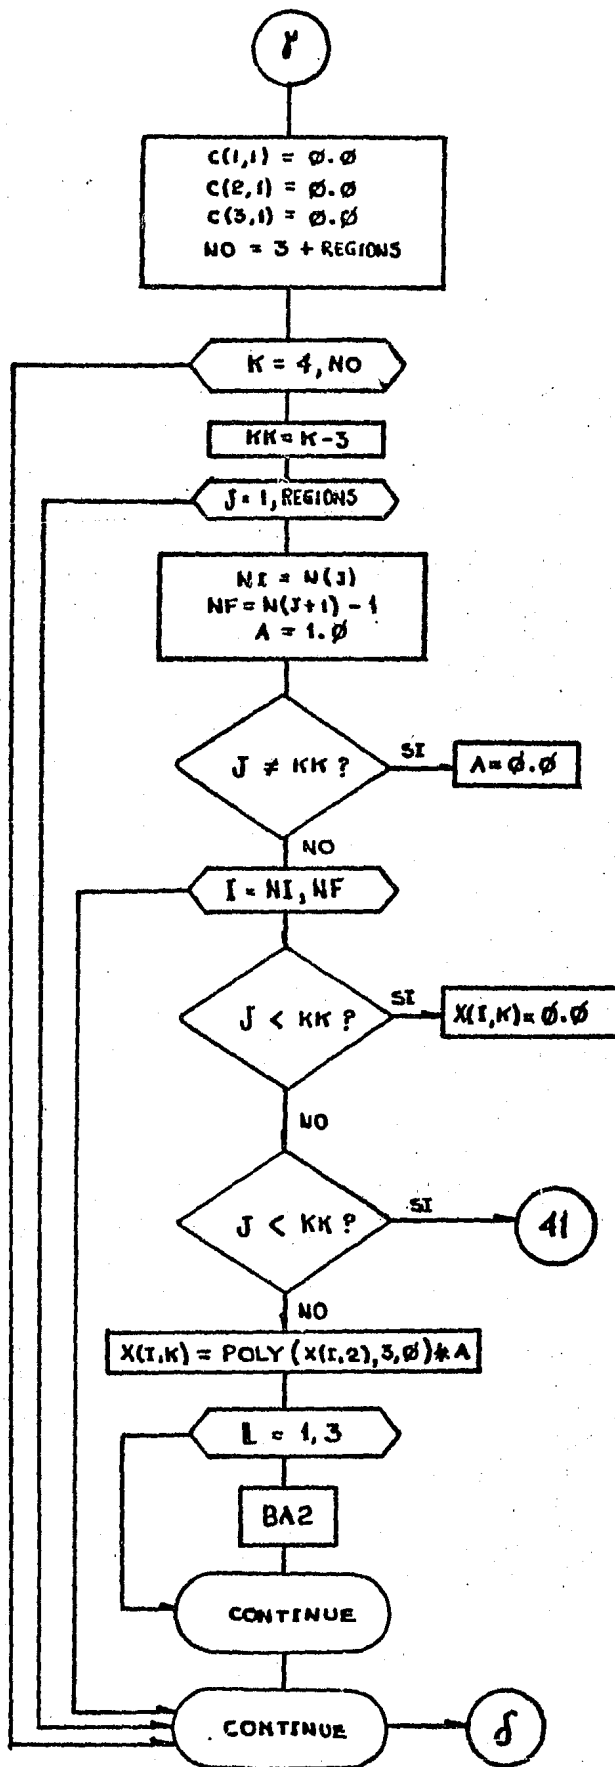 γ
C(1,1) = Ø.Ø
C(2,1) = Ø.Ø
C(3,1) = Ø.Ø
NO = 3 + REGIONS
K = 4, NO
KK = K - 3
J = 1, REGIONS
NI = N(J)
NF = N(J+1) - 1
A = 1.Ø
J ≠ KK ?
SI
A = Ø.Ø
NO
I = NI, NF
J < KK ?
SI
X(I,K) = Ø.Ø
NO
J < KK ?
SI
41
NO
X(I,K) = POLY (X(I,2),3,Ø)*A
L = 1, 3
BA2
CONTINUE
CONTINUE
δ